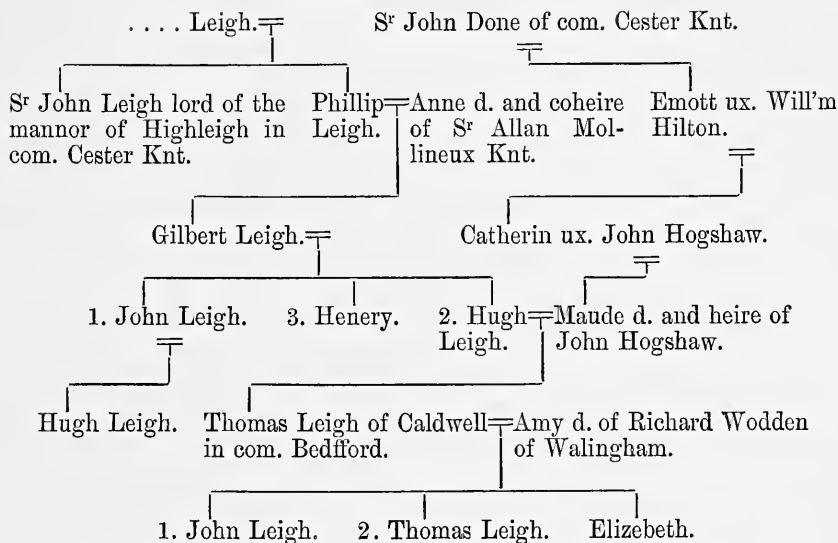 .... Leigh. Sʳ John Done of com. Cester Knt.
Sʳ John Leigh lord of the
mannor of Highleigh in
com. Cester Knt.
Phillip
Leigh.
Anne d. and coheire
of Sʳ Allan Mol-
lineux Knt.
Emott ux. Will'm
Hilton.
Gilbert Leigh. Catherin ux. John Hogshaw.
1. John Leigh. 3. Henery. 2. Hugh
Leigh.
Maude d. and heire of
John Hogshaw.
Hugh Leigh. Thomas Leigh of Caldwell
in com. Bedfford.
Amy d. of Richard Wodden
of Walingham.
1. John Leigh. 2. Thomas Leigh. Elizebeth.